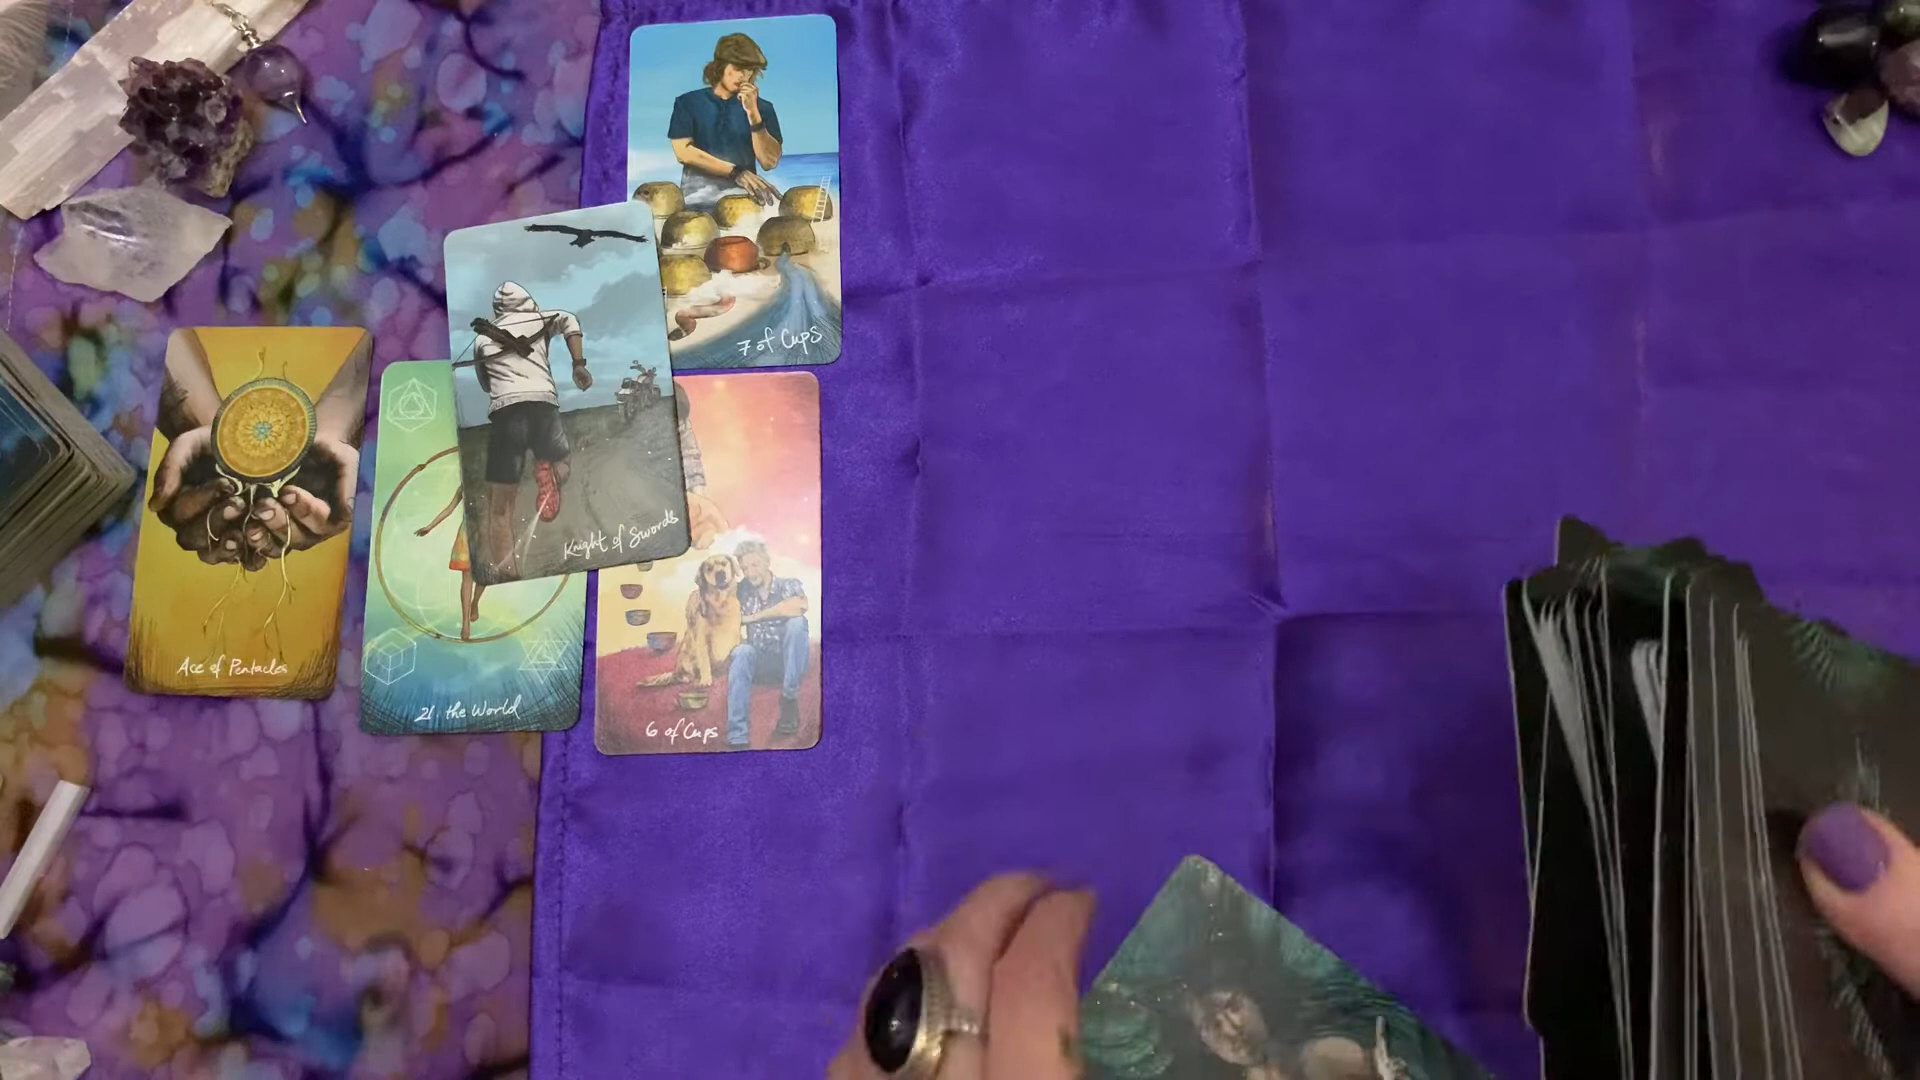 7 of Cups
Knight of Swords
Ace of Pentacles
21. the World
6 of Cups